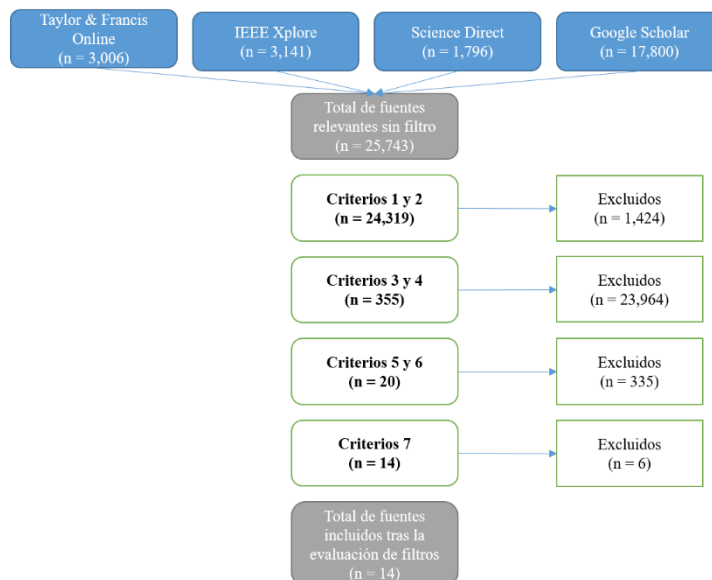 Taylor & Francis
Online
(n = 3,006)
IEEE Xplore
(n = 3,141)
Science Direct
(n = 1,796)
Google Scholar
(n = 17,800)
Total de fuentes
relevantes sin filtro
(n = 25,743)
Criterios 1 y 2
(n = 24,319)
Excluidos
(n = 1,424)
Criterios 3 y 4
(n = 355)
Excluidos
(n = 23,964)
Criterios 5 y 6
(n = 20)
Excluidos
(n = 335)
Criterios 7
(n = 14)
Excluidos
(n = 6)
Total de fuentes
incluidos tras la
evaluación de filtros
(n = 14)